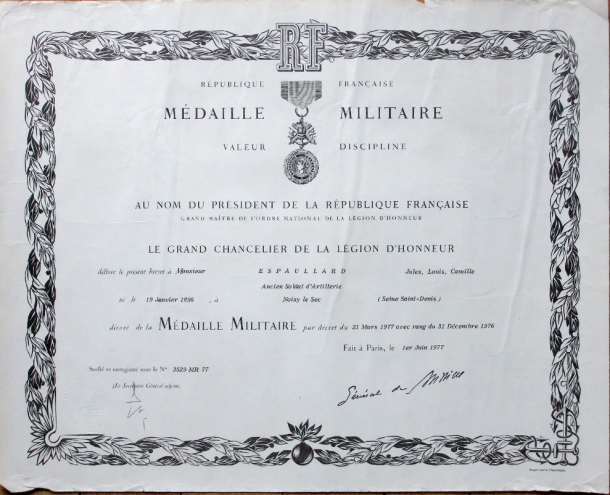 RF
RÉPUBLIQUE FRANÇAISE
MÉDAILLE MILITAIRE
VALEUR DISCIPLINE
AU NOM DU PRÉSIDENT DE LA RÉPUBLIQUE FRANÇAISE
GRAND MAÎTRE DE L'ORDRE NATIONAL DE LA LÉGION D'HONNEUR
LE GRAND CHANCELIER DE LA LÉGION D'HONNEUR
délivre le présent brevet à Monsieur ESPAULLARD Jules, Louis, Camille
Ancien Soldat d'Artillerie
né le 19 Janvier à Noisy le Sec (Seine Saint-Denis)
décoré de la MÉDAILLE MILITAIRE par décret du 21 Mars 1977 avec rang du 31 Décembre 1976
Fait à Paris, le 1er Juin 1977
Scellé et enregistré sous le N° 3529 MR 77
Le Secrétaire Général adjoint,
Général de